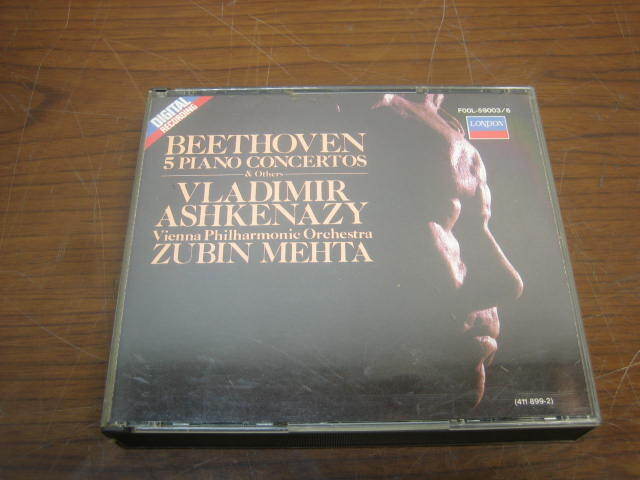 DIGITAL
RECORDING
F00L-59003/6
LONDON
BEETHOVEN
5 PIANO CONCERTOS
& Others
VLADIMIR
ASHKENAZY
Vienna Philharmonic Orchestra
ZUBIN MEHTA
(411 899-2)